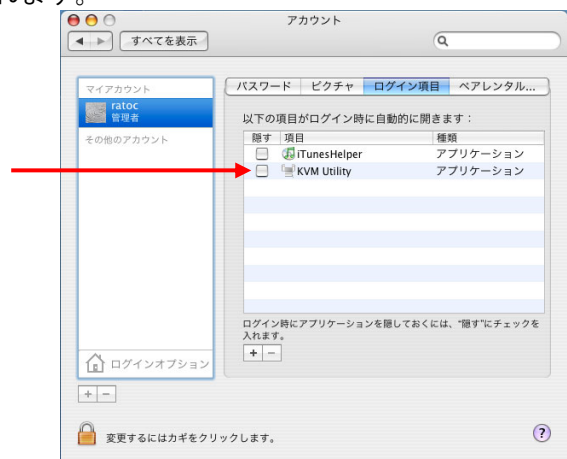 れます。
アカウント
すべてを表示
マイアカウント
ratoc
管理者
その他のアカウント
ログインオプション
パスワード ピクチャ ログイン項目 ペアレンタル...
以下の項目がログイン時に自動的に開きます：
隠す 項目 種類
iTunesHelper アプリケーション
KVM Utility アプリケーション
ログイン時にアプリケーションを隠しておくには、"隠す"にチェックを
入れます。
変更するにはカギをクリックします。